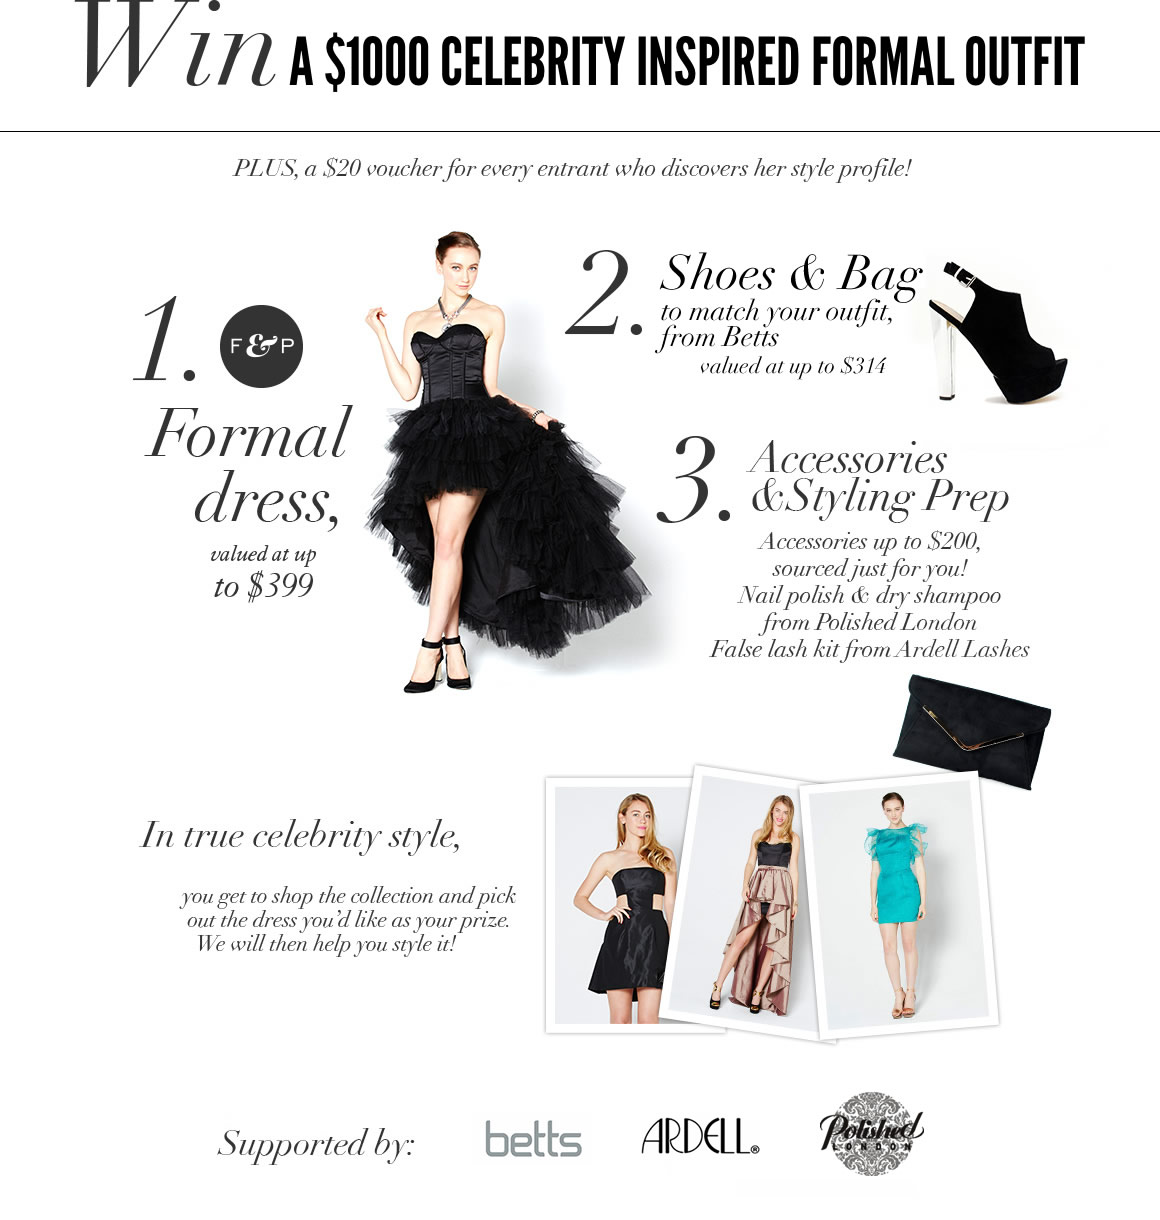 Win A $1000 CELEBRITY INSPIRED FORMAL OUTFIT
PLUS, a $20 voucher for every entrant who discovers her style profile!
1.
F & P
Formal
dress,
valued at up
to $399
2.
Shoes & Bag
to match your outfit,
from Betts
valued at up to $314
3.
Accessories
&Styling Prep
Accessories up to $200,
sourced just for you!
Nail polish & dry shampoo
from Polished London
False lash kit from Ardell Lashes
In true celebrity style,
you get to shop the collection and pick
out the dress you'd like as your prize.
We will then help you style it!
Supported by:
betts
ARDELL®
Polished
LONDON